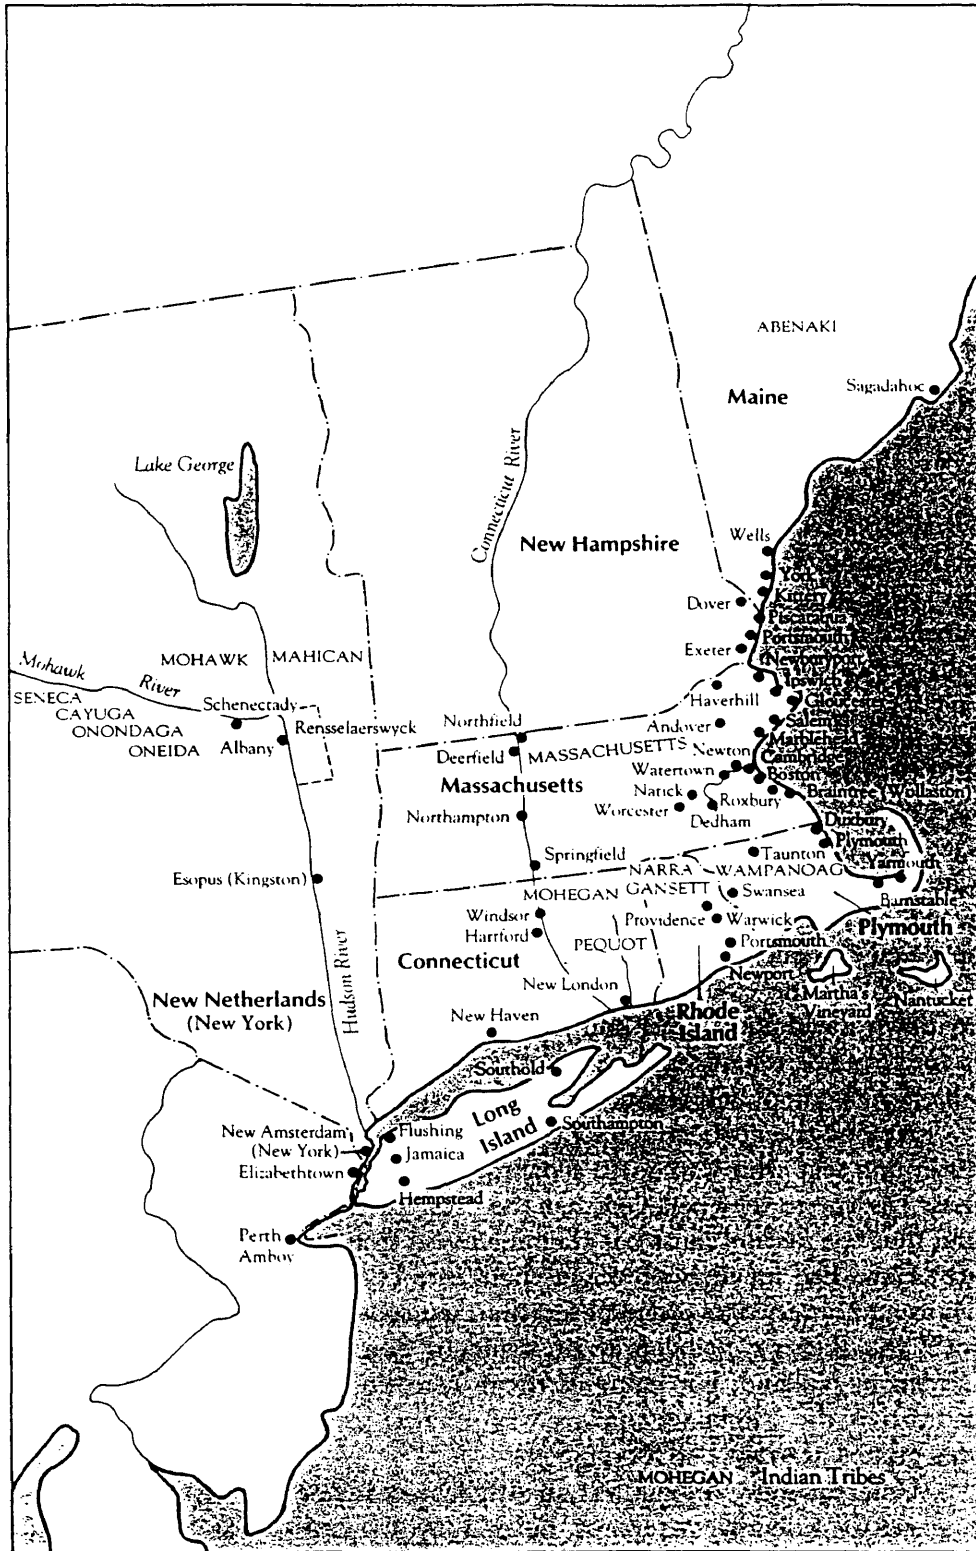 ABENAKI
Sagadahoc
Maine
Lake George
Connecticut River
New Hampshire
Wells
York
Kittery
Dover
Piscataqua
Portsmouth
Exeter
Newburyport
Mohawk
River
MOHAWK
MAHICAN
SENECA
CAYUGA
ONONDAGA
ONEIDA
Schenectady
Rensselaerswyck
Albany
Ipswich
Haverhill
Gloucester
Northfield
Andover
Salem
Marblehead
Deerfield
MASSACHUSETTS
Newton
Cambridge
Massachusetts
Watertown
Boston
Natick
Roxbury
Braintree (Wollaston)
Worcester
Dedham
Northampton
Duxbury
Plymouth
Springfield
Taunton
Yarmouth
Esopus (Kingston)
NARRA
GANSETT
WAMPANOAG
MOHEGAN
Swansea
Barnstable
Windsor
Providence
Warwick
Plymouth
Hartford
PEQUOT
Portsmouth
Connecticut
Newport
Hudson River
New London
Martha's
Vineyard
Nantucket
New Netherlands
(New York)
New Haven
Rhode
Island
Southold
Long
Island
Southampton
New Amsterdam
(New York)
Flushing
Jamaica
Elizabethtown
Hempstead
Perth
Amboy
MOHEGAN Indian Tribes